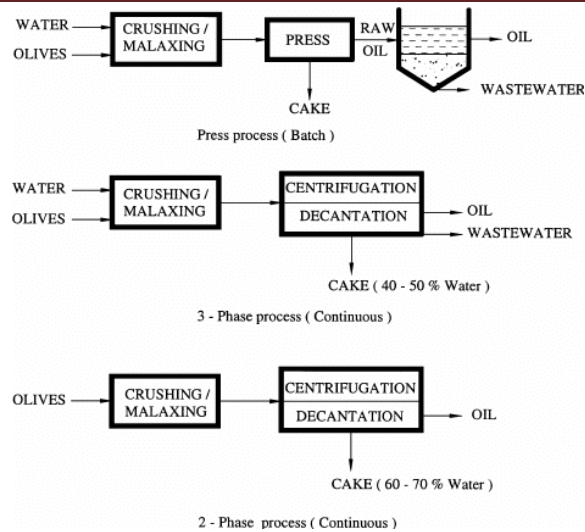 WATER
OLIVES
CRUSHING /
MALAXING
PRESS
RAW
OIL
OIL
WASTEWATER
CAKE
Press process ( Batch )
WATER
OLIVES
CRUSHING /
MALAXING
CENTRIFUGATION
DECANTATION
OIL
WASTEWATER
CAKE ( 40 - 50 % Water )
3 - Phase process ( Continuous )
OLIVES
CRUSHING /
MALAXING
CENTRIFUGATION
DECANTATION
OIL
CAKE ( 60 - 70 % Water )
2 - Phase process ( Continuous )